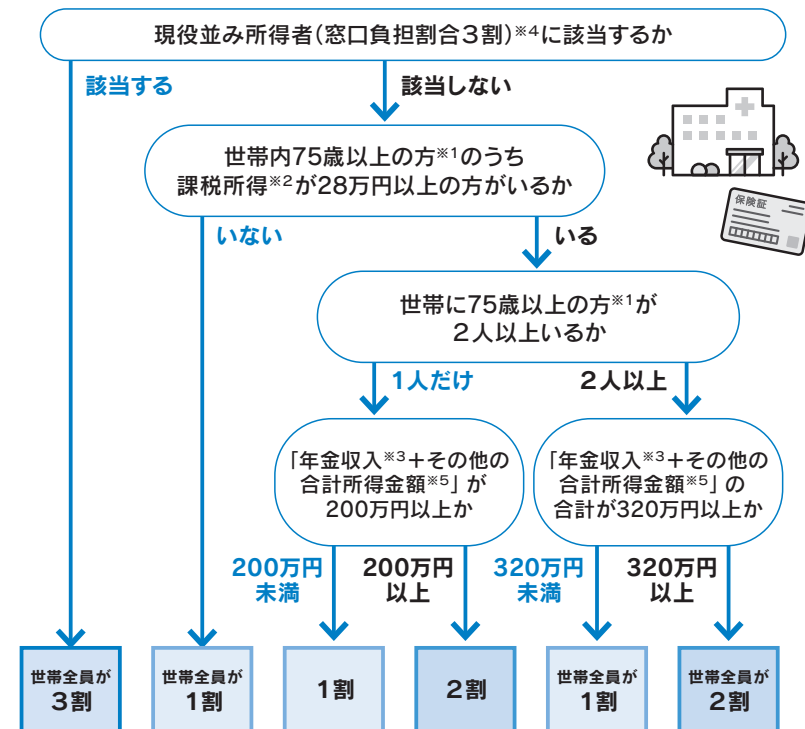 現役並み所得者(窓口負担割合3割)※4に該当するか
該当する
該当しない
世帯内75歳以上の方※1のうち
課税所得※2が28万円以上の方がいるか
保険証
いない
いる
世帯に75歳以上の方※1が
2人以上いるか
1人だけ
2人以上
「年金収入※3+その他の
合計所得金額※5」が
200万円以上か
「年金収入※3+その他の
合計所得金額※5」の
合計が320万円以上か
200万円
未満
200万円
以上
320万円
未満
320万円
以上
世帯全員が
3割
世帯全員が
1割
1割
2割
世帯全員が
1割
世帯全員が
2割